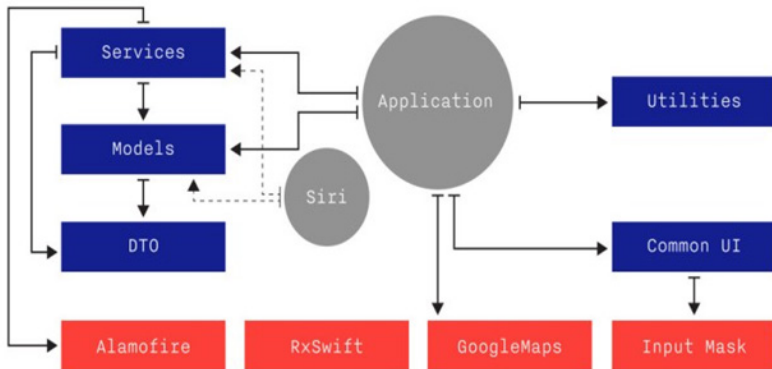 Services
Application
Utilities
Models
Siri
DTO
Common UI
Alamofire
RxSwift
GoogleMaps
Input Mask